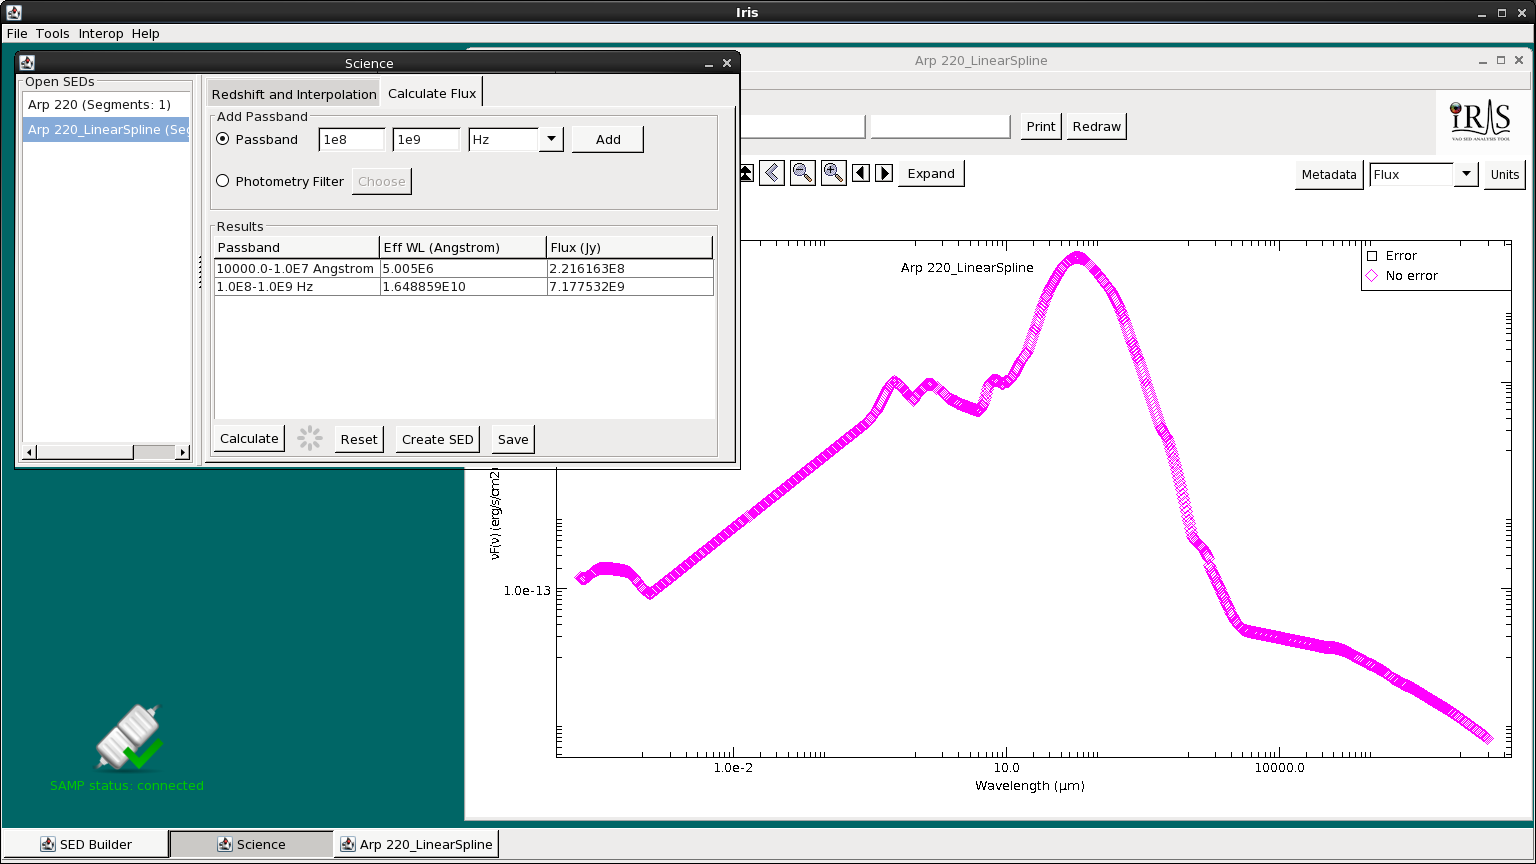 Iris
File Tools Interop Help
Science
Open SEDs
Arp 220 (Segments: 1)
Arp 220_LinearSpline (Se
Redshift and Interpolation
Calculate Flux
Add Passband
Passband 1e8 1e9 Hz Add
Photometry Filter Choose
Results
Passband Eff WL (Angstrom) Flux (Jy)
10000.0-1.0E7 Angstrom 5.005E6 2.216163E8
1.0E8-1.0E9 Hz 1.648859E10 7.177532E9
Calculate Reset Create SED Save
Arp 220_LinearSpline
Print Redraw
IRIS
VAO SED ANALYSIS TOOL
Expand
Metadata Flux Units
Arp 220_LinearSpline
Error
No error
νF(ν) (erg/s/cm2
1.0e-13
1.0e-2 10.0 10000.0
Wavelength (μm)
SAMP status: connected
SED Builder Science Arp 220_LinearSpline